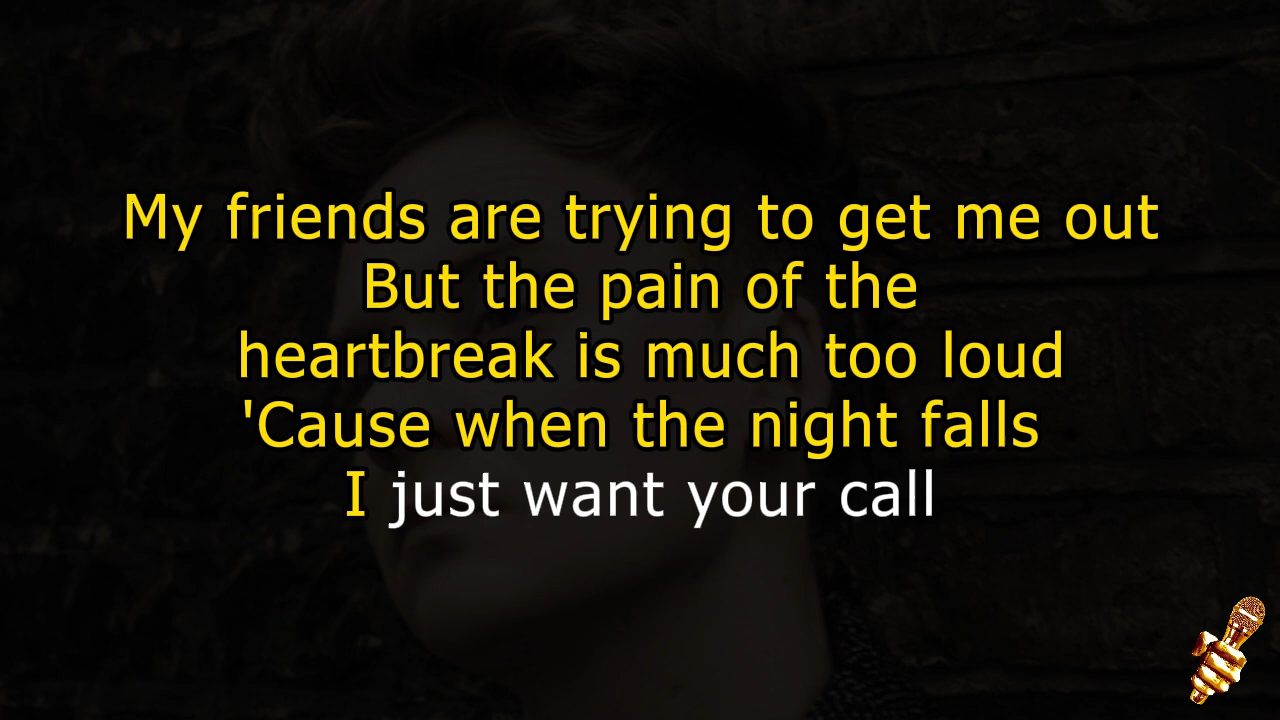 My friends are trying to get me out
But the pain of the
heartbreak is much too loud
'Cause when the night falls
I just want your call